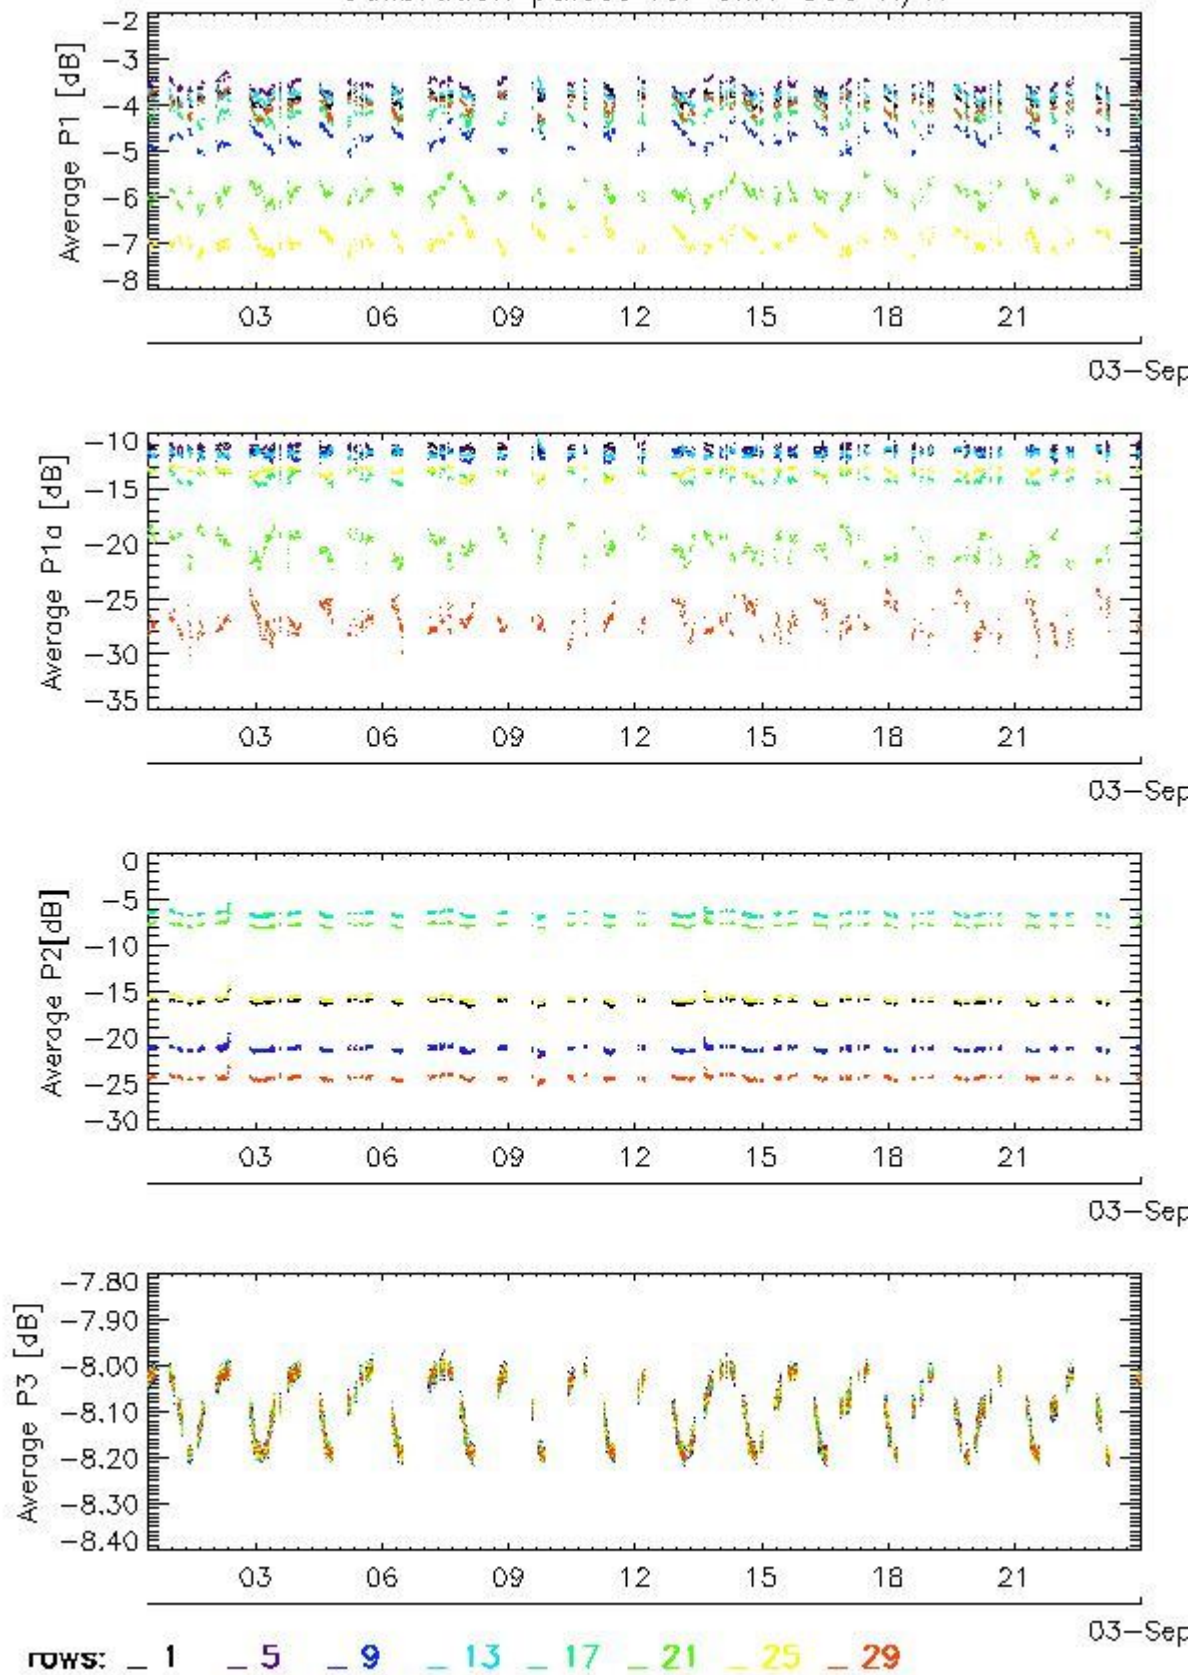 Average P1 [dB]
-2
-3
-4
-5
-6
-7
-8
03 06 09 12 15 18 21
03-Sep
Average P1a [dB]
-10
-15
-20
-25
-30
-35
03 06 09 12 15 18 21
03-Sep
Average P2[dB]
0
-5
-10
-15
-20
-25
-30
03 06 09 12 15 18 21
03-Sep
Average P3 [dB]
-7.80
-7.90
-8.00
-8.10
-8.20
-8.30
-8.40
03 06 09 12 15 18 21
03-Sep
rows: _ 1 _ 5 _ 9 _ 13 _ 17 _ 21 _ 25 _ 29